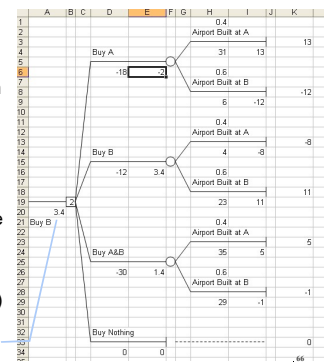 A B C D E F G H I J K
1 0.4
2 Airport Built at A
3 13
4 Buy A 31 13
5
6 -18 -2 0.6
7 Airport Built at B
8 -12
9 6 -12
10
11 0.4
12 Airport Built at A
13 -8
14 Buy B 4 -8
15
16 -12 3.4 0.6
17 Airport Built at B
18 11
19 2 23 11
20 3.4
21 Buy B 0.4
22 Airport Built at A
23 5
24 Buy A&B 35 5
25
26 -30 1.4 0.6
27 Airport Built at B
28 -1
29 29 -1
30
31
32 Buy Nothing
33 0
34 0 0
66